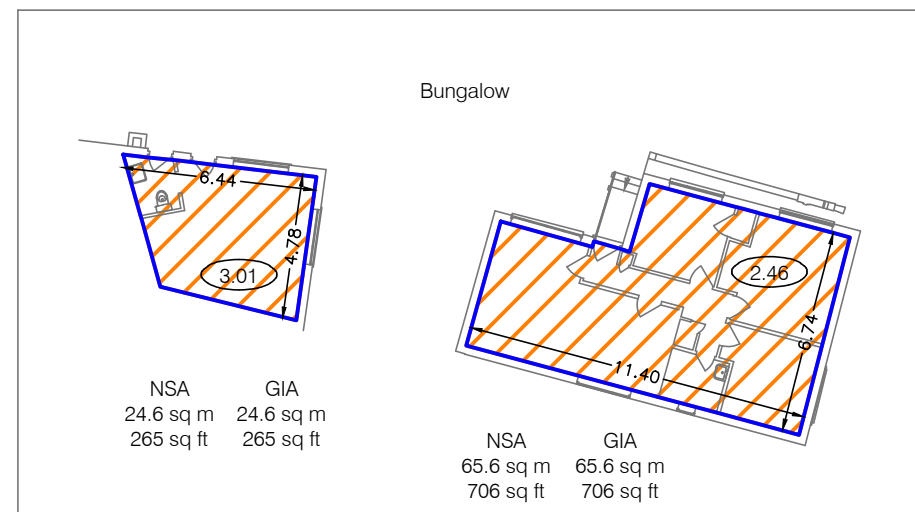 Bungalow
6.44
4.78
3.01
2.46
6.74
11.40
NSA GIA
24.6 sq m 24.6 sq m
265 sq ft 265 sq ft
NSA GIA
65.6 sq m 65.6 sq m
706 sq ft 706 sq ft